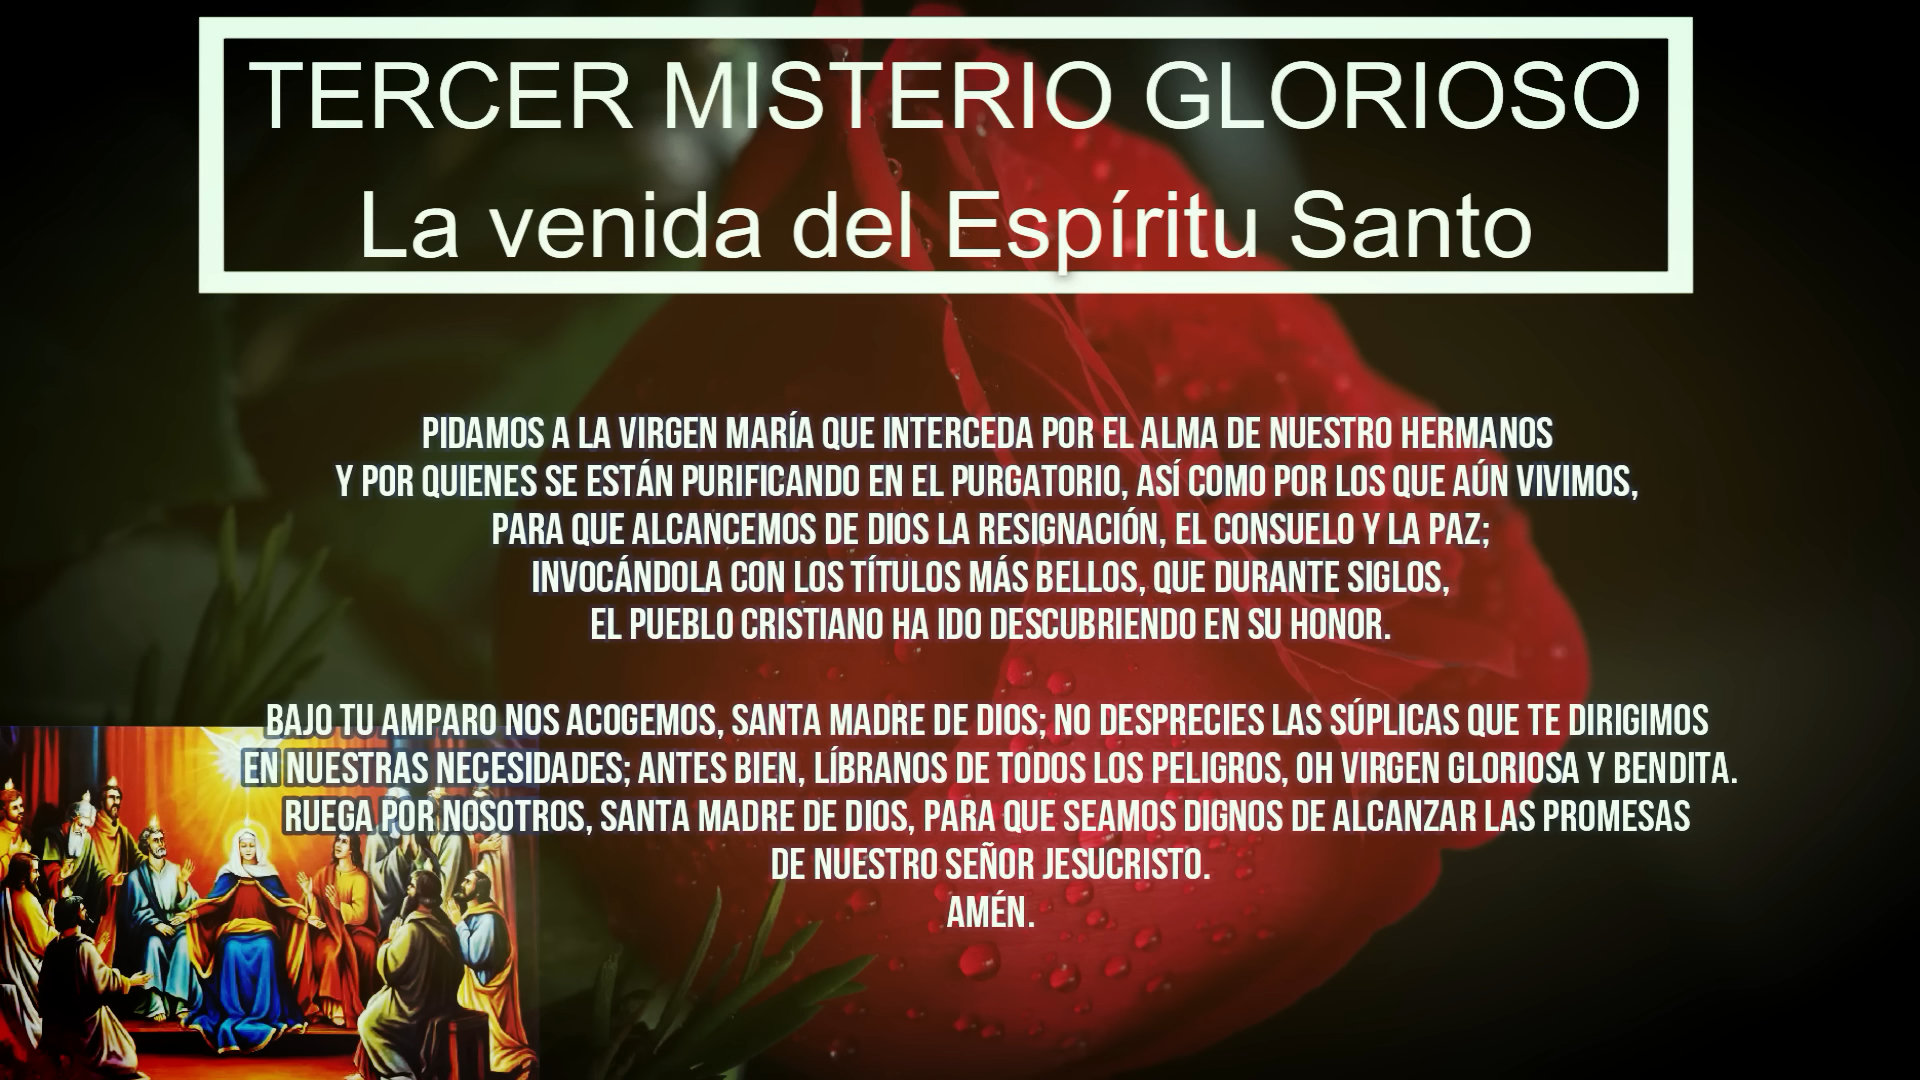 TERCER MISTERIO GLORIOSO
La venida del Espíritu Santo
PIDAMOS A LA VIRGEN MARÍA QUE INTERCEDA POR EL ALMA DE NUESTRO HERMANOS
Y POR QUIENES SE ESTÁN PURIFICANDO EN EL PURGATORIO, ASÍ COMO POR LOS QUE AÚN VIVIMOS,
PARA QUE ALCANCEMOS DE DIOS LA RESIGNACIÓN, EL CONSUELO Y LA PAZ;
INVOCÁNDOLA CON LOS TÍTULOS MÁS BELLOS, QUE DURANTE SIGLOS,
EL PUEBLO CRISTIANO HA IDO DESCUBRIENDO EN SU HONOR.
BAJO TU AMPARO NOS ACOGEMOS, SANTA MADRE DE DIOS; NO DESPRECIES LAS SÚPLICAS QUE TE DIRIGIMOS
EN NUESTRAS NECESIDADES; ANTES BIEN, LÍBRANOS DE TODOS LOS PELIGROS, OH VIRGEN GLORIOSA Y BENDITA.
RUEGA POR NOSOTROS, SANTA MADRE DE DIOS, PARA QUE SEAMOS DIGNOS DE ALCANZAR LAS PROMESAS
DE NUESTRO SEÑOR JESUCRISTO.
AMÉN.